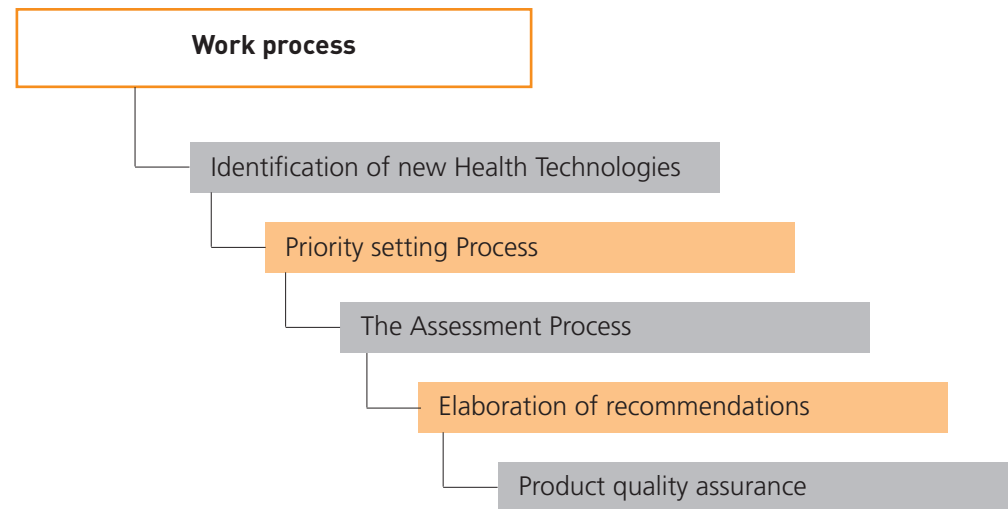 Work process
Identification of new Health Technologies
Priority setting Process
The Assessment Process
Elaboration of recommendations
Product quality assurance